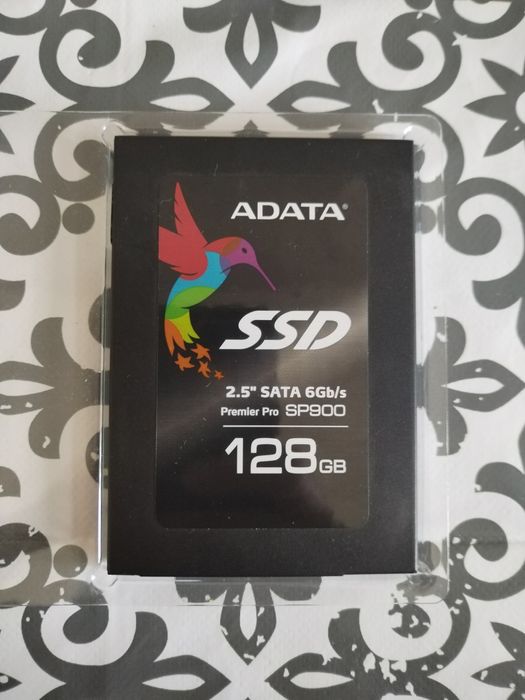 ADATA®
SSD
2.5" SATA 6Gb/s
Premier Pro SP900
128GB